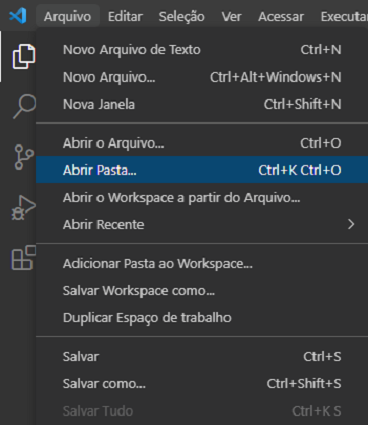 Arquivo Editar Seleção Ver Acessar Executar
Novo Arquivo de Texto Ctrl+N
Novo Arquivo... Ctrl+Alt+Windows+N
Nova Janela Ctrl+Shift+N
Abrir o Arquivo... Ctrl+O
Abrir Pasta... Ctrl+K Ctrl+O
Abrir o Workspace a partir do Arquivo...
Abrir Recente
Adicionar Pasta ao Workspace...
Salvar Workspace como...
Duplicar Espaço de trabalho
Salvar Ctrl+S
Salvar como... Ctrl+Shift+S
Salvar Tudo Ctrl+K S